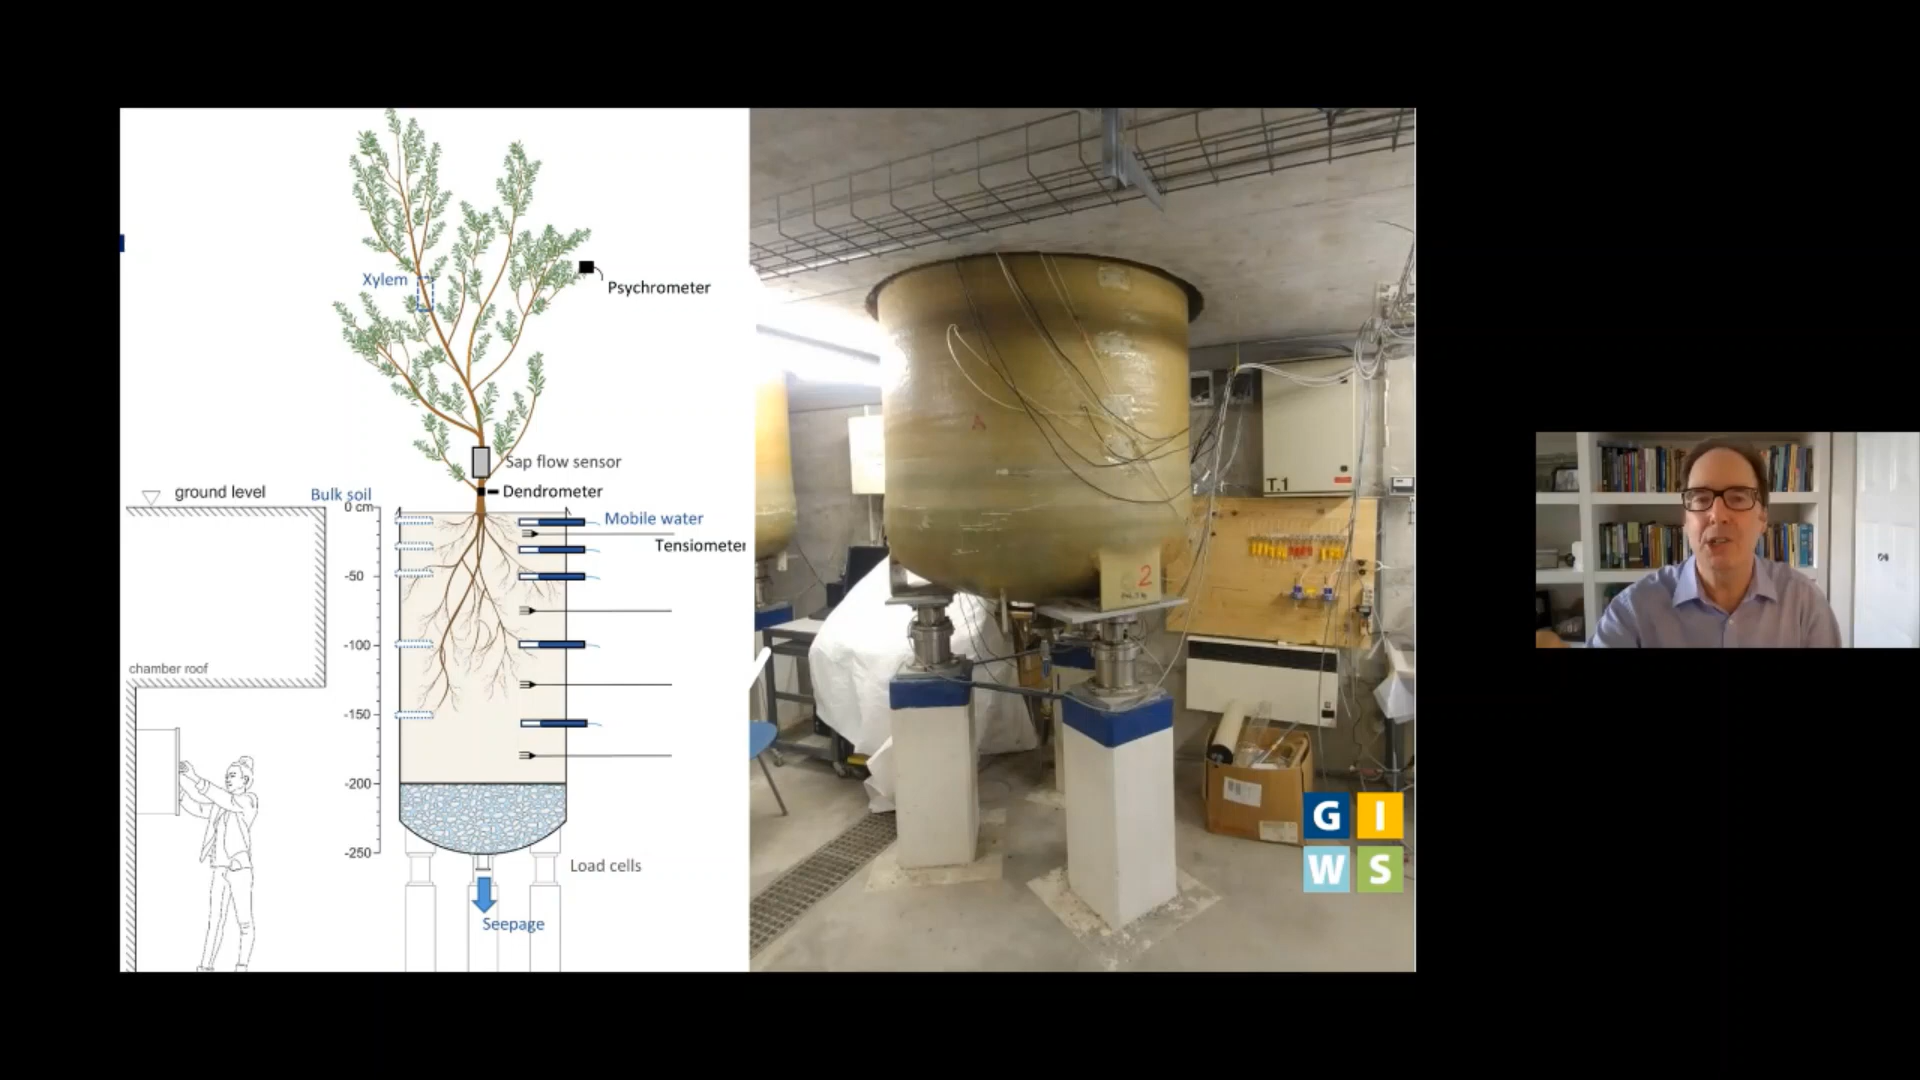 Xylem
Psychrometer
Sap flow sensor
Dendrometer
ground level
Bulk soil
0 cm
Mobile water
Tensiometer
-50
-100
chamber roof
-150
-200
-250
Load cells
Seepage
A
T.1
2
G I
W S